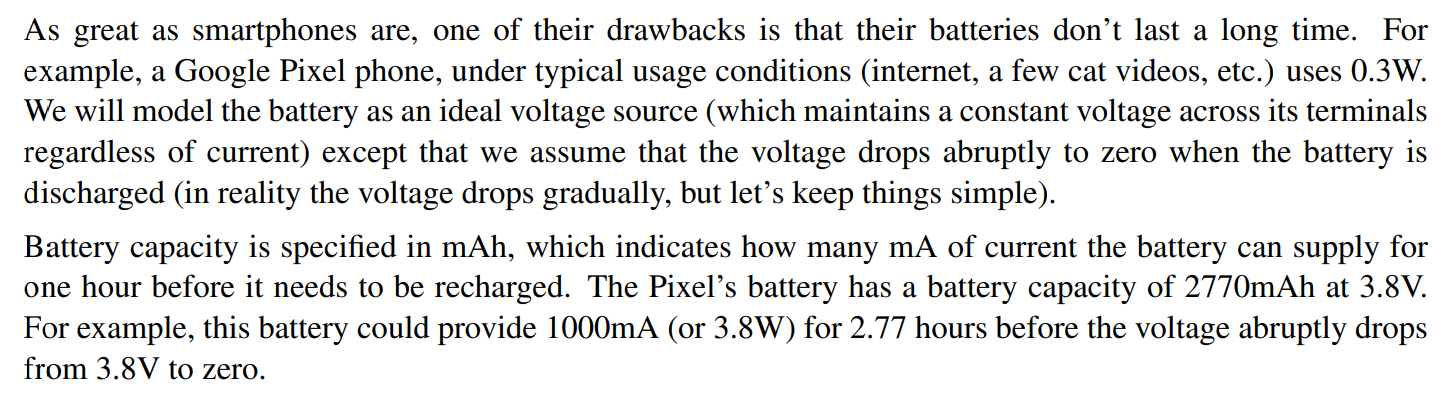 As great as smartphones are, one of their drawbacks is that their batteries don’t last a long time. For
example, a Google Pixel phone, under typical usage conditions (internet, a few cat videos, etc.) uses 0.3W.
We will model the battery as an ideal voltage source (which maintains a constant voltage across its terminals
regardless of current) except that we assume that the voltage drops abruptly to zero when the battery is
discharged (in reality the voltage drops gradually, but let’s keep things simple).
Battery capacity is specified in mAh, which indicates how many mA of current the battery can supply for
one hour before it needs to be recharged. The Pixel’s battery has a battery capacity of 2770mAh at 3.8V.
For example, this battery could provide 1000mA (or 3.8W) for 2.77 hours before the voltage abruptly drops
from 3.8V to zero.